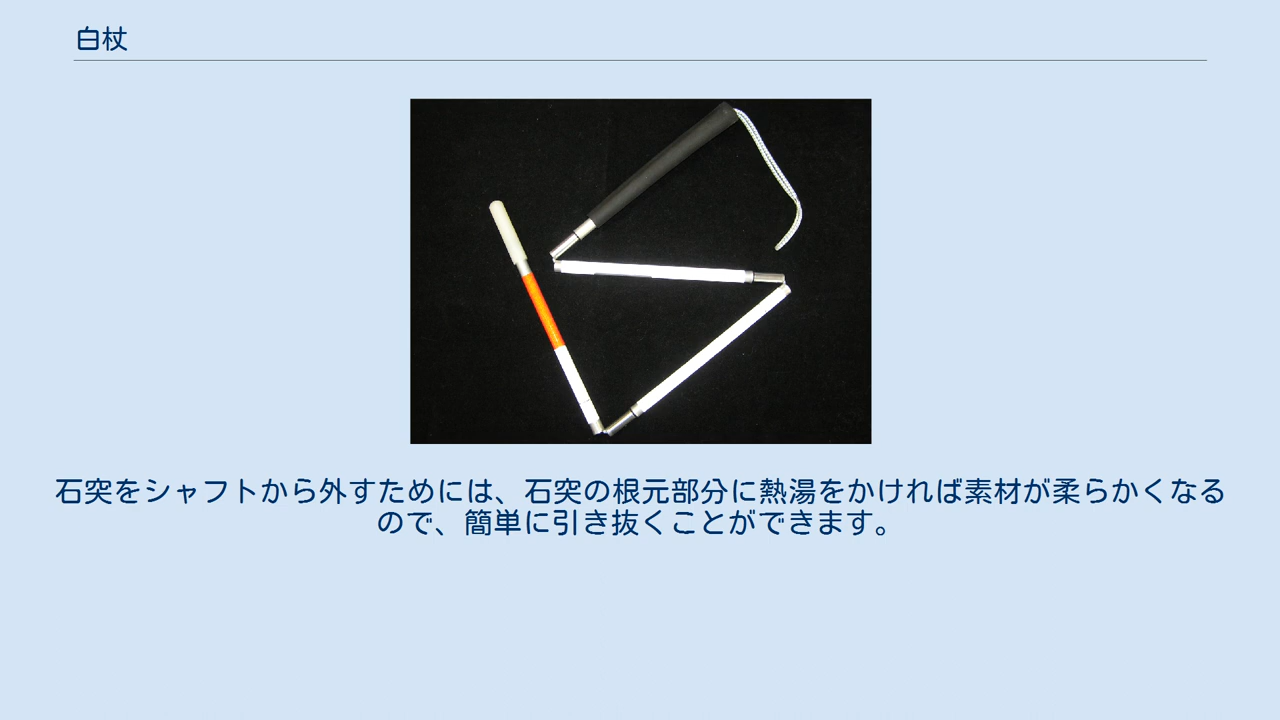 白杖
石突をシャフトから外すためには、石突の根元部分に熱湯をかければ素材が柔らかくなる
ので、簡単に引き抜くことができます。